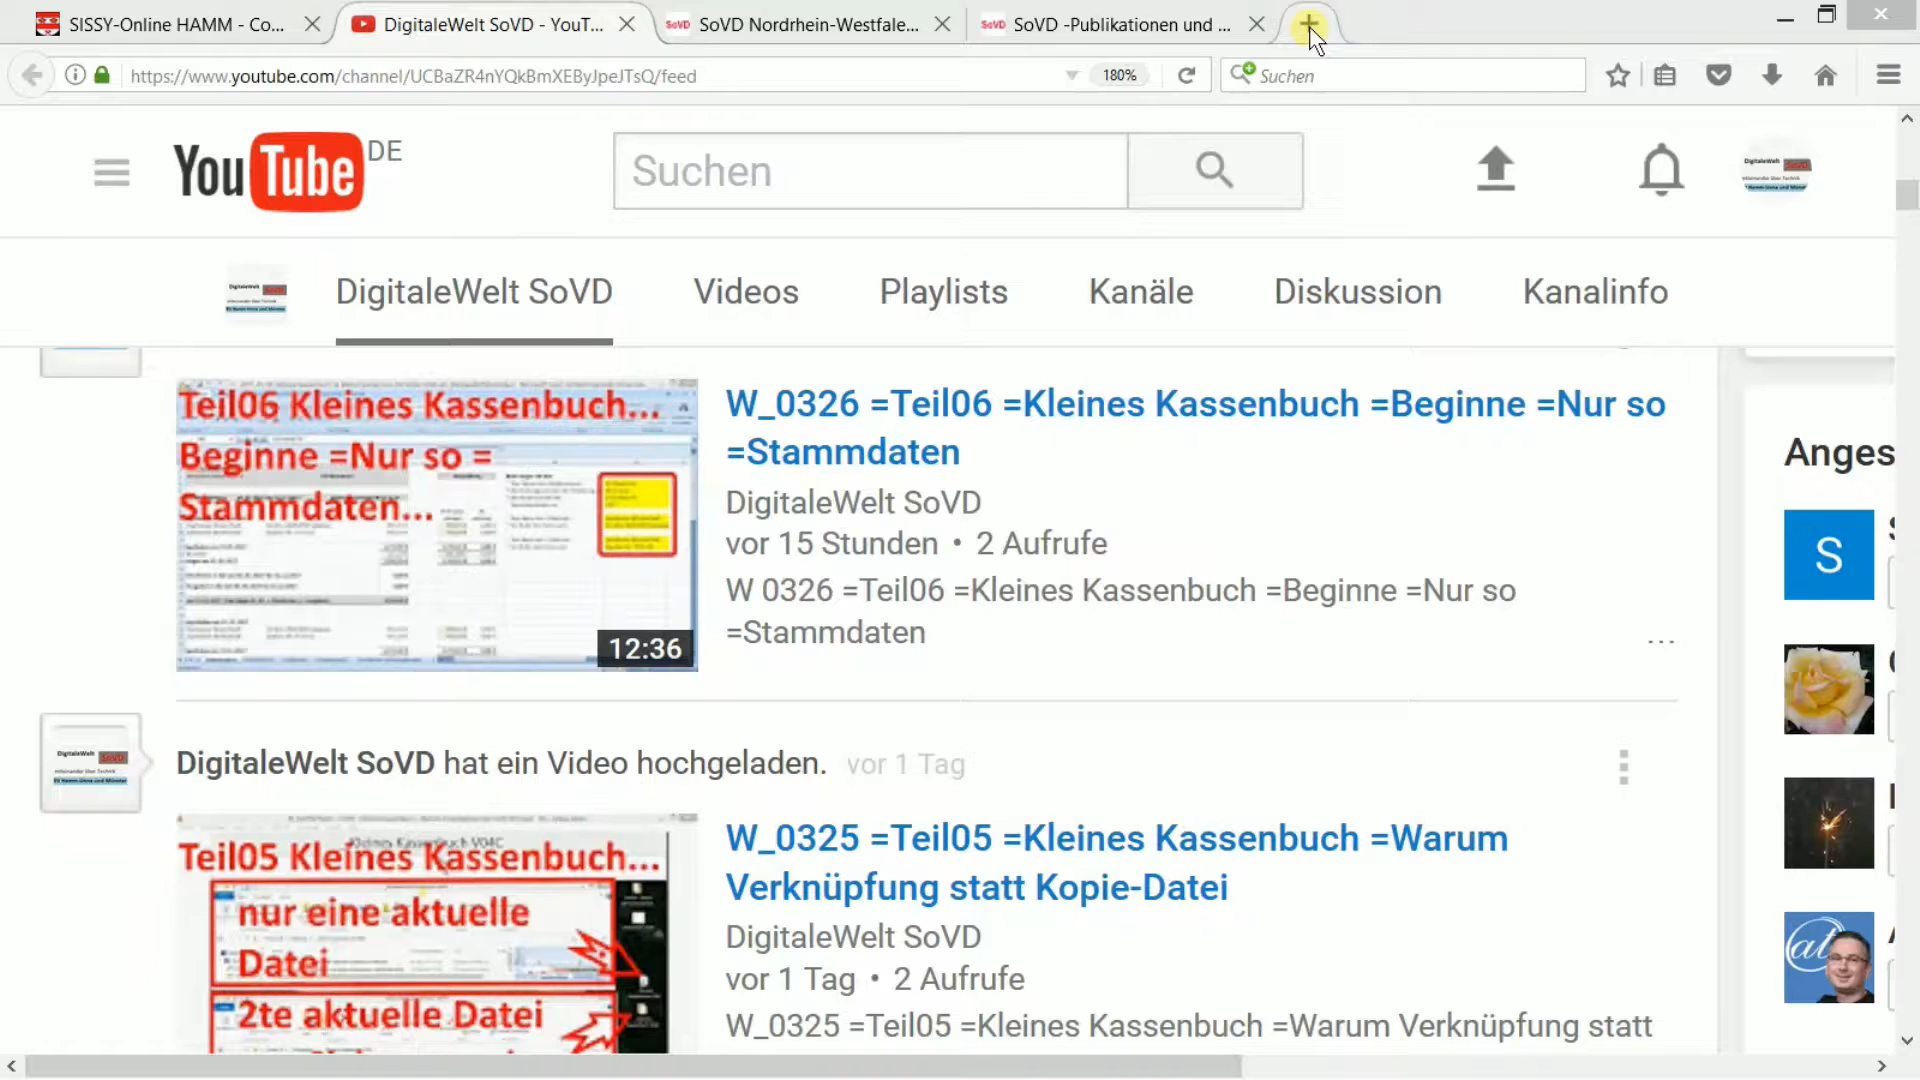 SISSY-Online HAMM - Co...
DigitaleWelt SoVD - YouT...
SoVD Nordrhein-Westfale...
SoVD -Publikationen und ...
https://www.youtube.com/channel/UCBaZR4nYQkBmXEByJpeJTsQ/feed
180%
Suchen
YouTube DE
Suchen
DigitaleWelt SoVD
DigitaleWelt SoVD
Videos
Playlists
Kanäle
Diskussion
Kanalinfo
Teil06 Kleines Kassenbuch...
Beginne =Nur so =
Stammdaten...
12:36
W_0326 =Teil06 =Kleines Kassenbuch =Beginne =Nur so
=Stammdaten
DigitaleWelt SoVD
vor 15 Stunden • 2 Aufrufe
W 0326 =Teil06 =Kleines Kassenbuch =Beginne =Nur so
=Stammdaten
...
Anges
S
DigitaleWelt SoVD
DigitaleWelt SoVD hat ein Video hochgeladen. vor 1 Tag
Teil05 Kleines Kassenbuch...
nur eine aktuelle
Datei
2te aktuelle Datei
W_0325 =Teil05 =Kleines Kassenbuch =Warum
Verknüpfung statt Kopie-Datei
DigitaleWelt SoVD
vor 1 Tag • 2 Aufrufe
W_0325 =Teil05 =Kleines Kassenbuch =Warum Verknüpfung statt
at